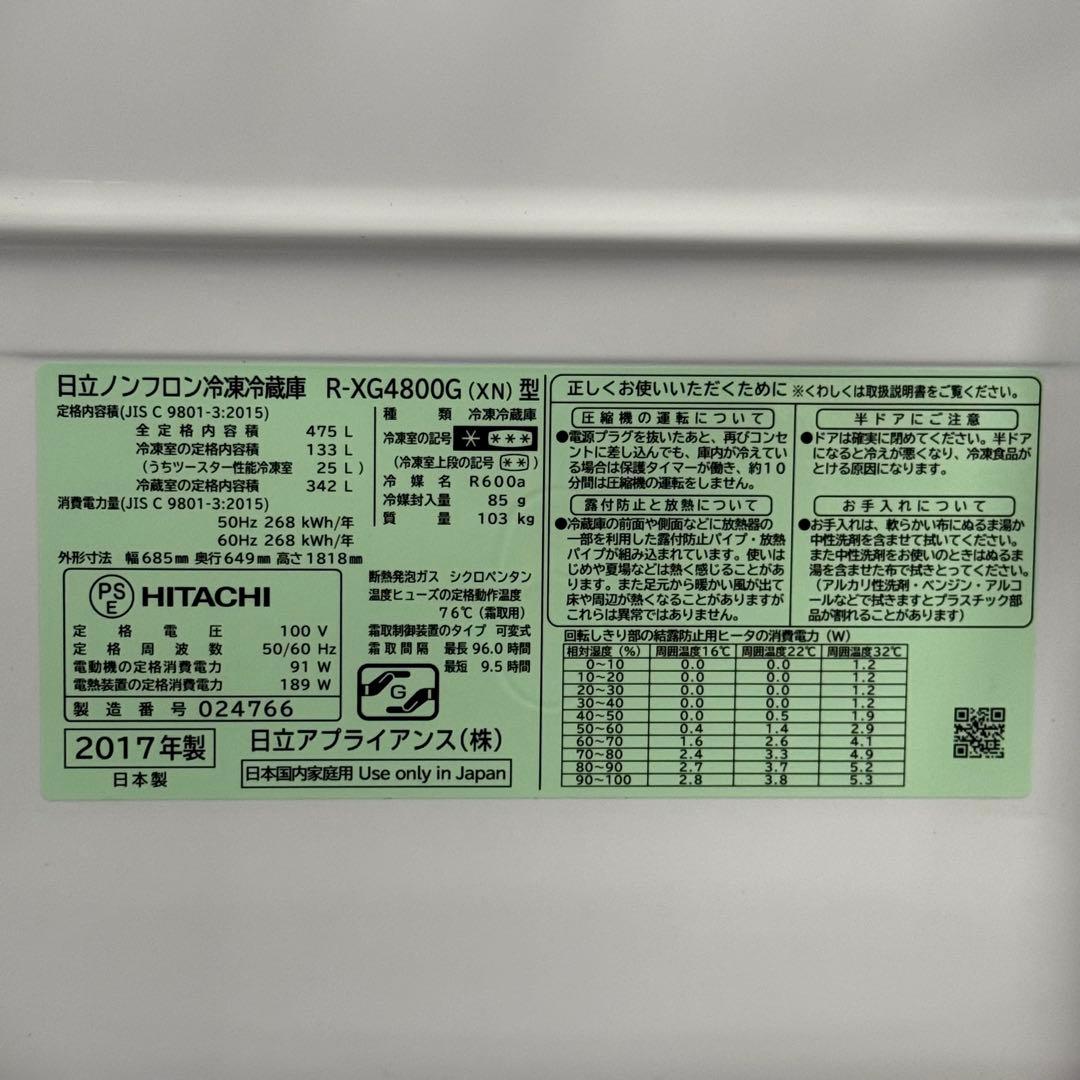 日立ノンフロン冷凍冷蔵庫 R-XG4800G (XN) 型
定格内容積(JIS C 9801-3:2015)
全定格内容積 475 L
冷凍室の定格内容積 133 L
(うちツースター性能冷凍室 25 L)
冷蔵室の定格内容積 342 L
消費電力量(JIS C 9801-3:2015)
50Hz 268 kWh/年
60Hz 268 kWh/年
外形寸法 幅685mm 奥行649mm 高さ1818mm
種類 冷凍冷蔵庫
冷凍室の記号 * ***
(冷凍室上段の記号 **)
冷媒名 R600a
冷媒封入量 85 g
質量 103 kg
PS
E
HITACHI
定格電圧 100 V
定格周波数 50/60 Hz
電動機の定格消費電力 91 W
電熱装置の定格消費電力 189 W
製造番号 024766
断熱発泡ガス シクロペンタン
温度ヒューズの定格動作温度
76℃(霜取用)
霜取制御装置のタイプ 可変式
霜取間隔 最長 96.0 時間
最短 9.5 時間
G
2017年製
日本製
日立アプライアンス(株)
日本国内家庭用 Use only in Japan
正しくお使いいただくために ※くわしくは取扱説明書をご覧ください。
圧縮機の運転について
●電源プラグを抜いたあと、再びコンセ
ントに差し込んでも、庫内が冷えてい
る場合は保護タイマーが働き、約10
分間は圧縮機の運転をしません。
露付防止と放熱について
●冷蔵庫の前面や側面などに放熱器の
一部を利用した露付防止パイプ・放熱
パイプが組み込まれています。使いは
じめや夏場などは熱く感じることがあ
ります。また足元から暖かい風が出て
床や周辺が熱くなることがありますが
これらは異常ではありません。
半ドアにご注意
●ドアは確実に閉めてください。半ドア
になると冷えが悪くなり、冷凍食品が
とける原因になります。
お手入れについて
●お手入れは、軟らかい布にぬるま湯か
中性洗剤を含ませて拭いてください。
また中性洗剤をお使いのときはぬるま
湯を含ませた布で拭きとってください。
(アルカリ性洗剤・ベンジン・アルコ
ールなどで拭きますとプラスチック部
品が割れることがあります)
回転しきり部の結露防止用ヒータの消費電力(W)
相対湿度(%) 周囲温度16℃ 周囲温度22℃ 周囲温度32℃
0~10 0.0 0.0 1.2
10~20 0.0 0.0 1.2
20~30 0.0 0.0 1.2
30~40 0.0 0.0 1.2
40~50 0.0 0.5 1.9
50~60 0.4 1.4 2.9
60~70 1.6 2.6 4.1
70~80 2.4 3.3 4.9
80~90 2.7 3.7 5.2
90~100 2.8 3.8 5.3